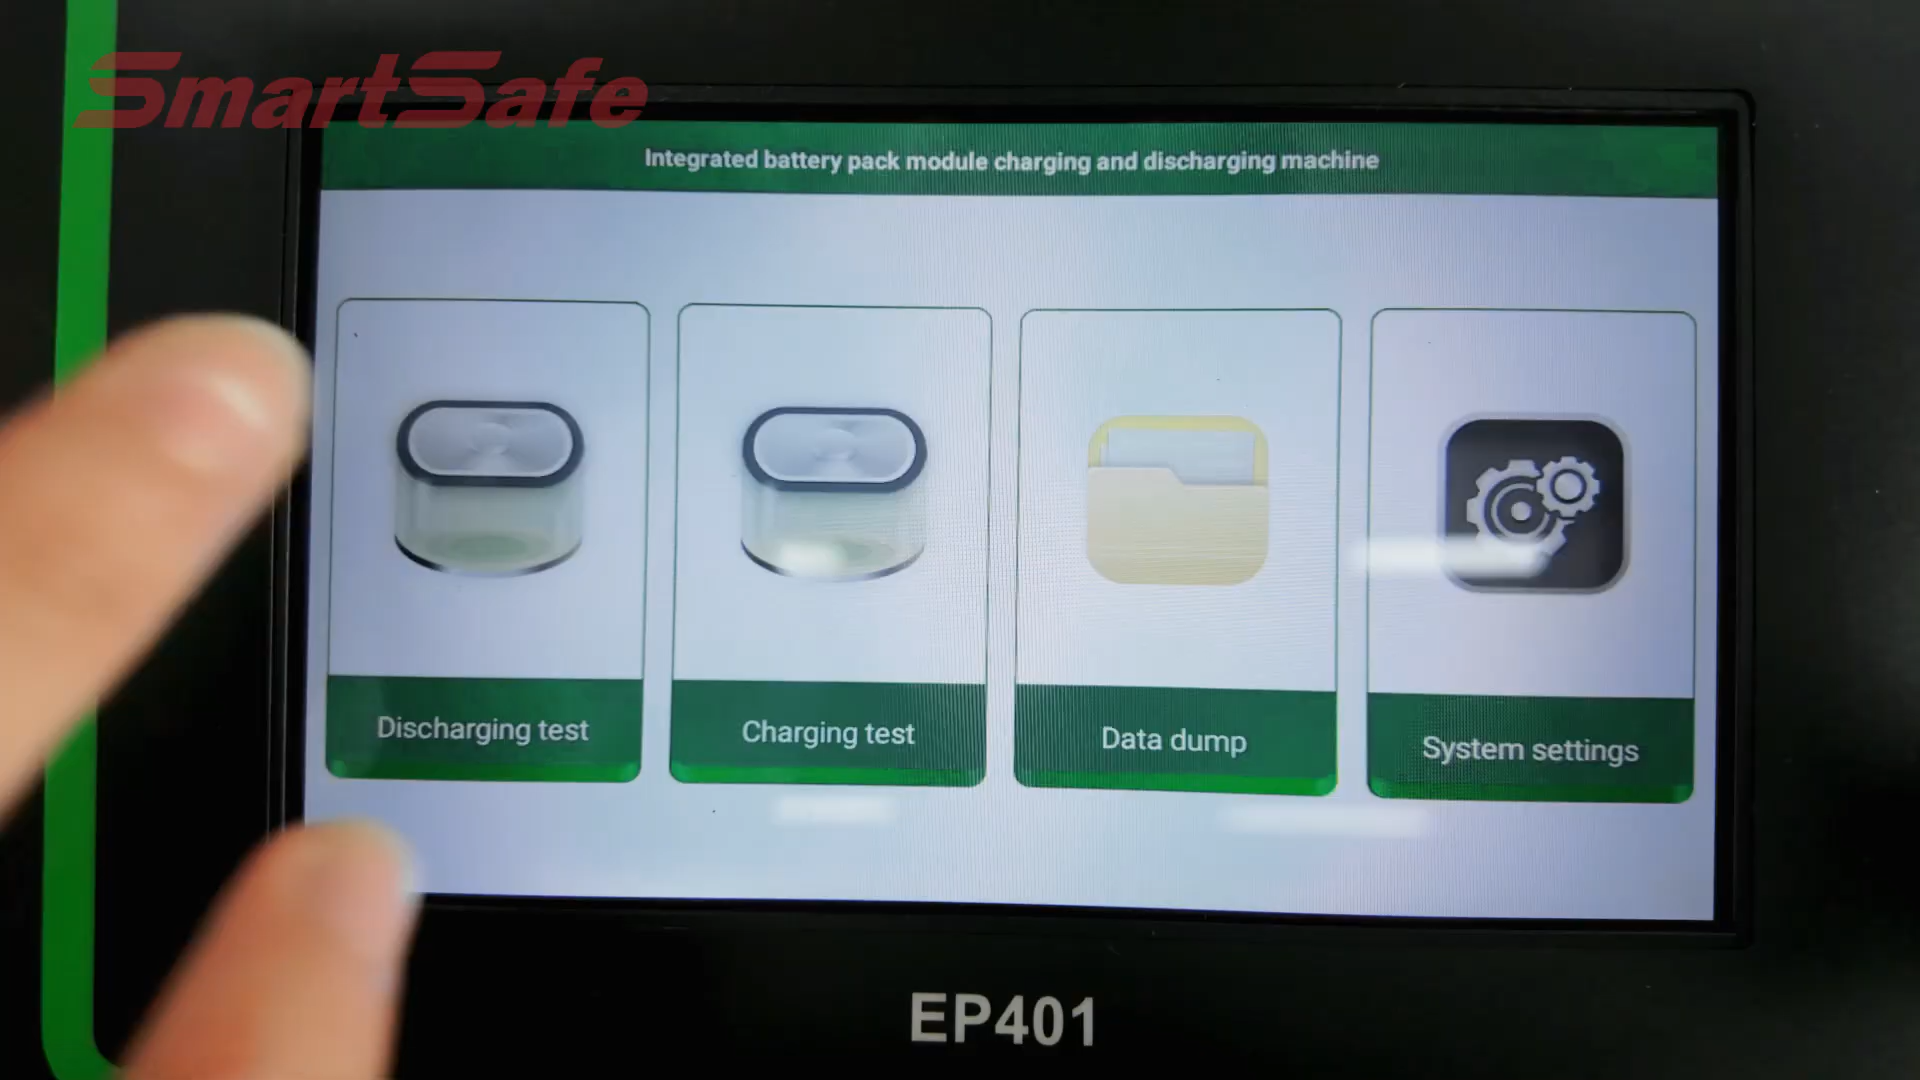 SmartSafe
Integrated battery pack module charging and discharging machine
Discharging test
Charging test
Data dump
System settings
EP401